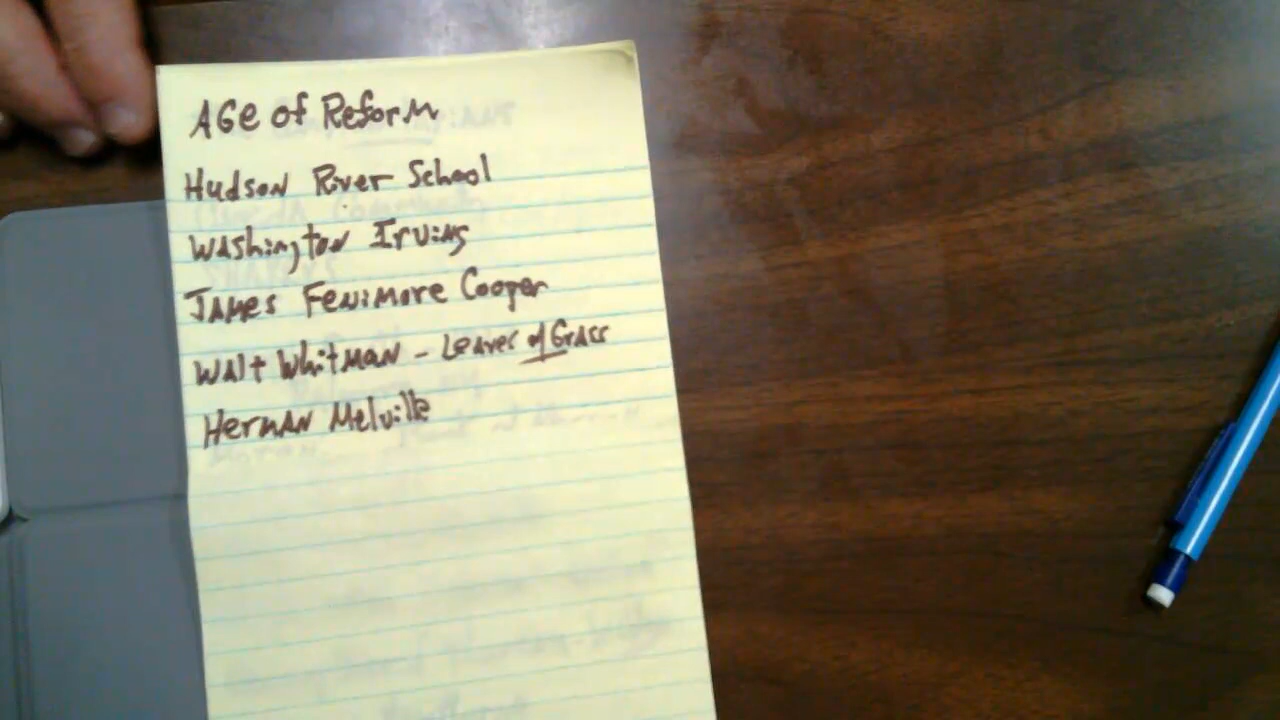 AGe of Reform
Hudson River School
Washington Irving
James Fenimore Cooper
Walt Whitman - Leaves of Grass
Herman Melville